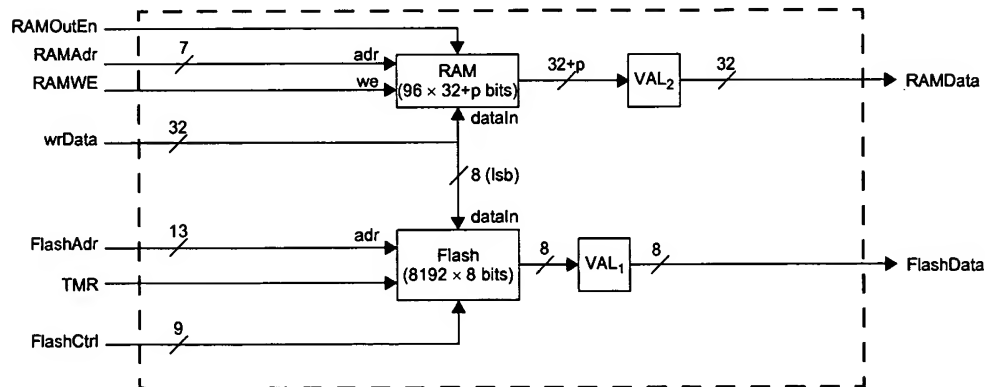 RAMOutEn
RAMAdr
7
adr
RAMWE
we
RAM
(96 × 32+p bits)
32+p
VAL2
32
RAMData
dataIn
wrData
32
8 (lsb)
dataIn
FlashAdr
13
adr
Flash
(8192 × 8 bits)
8
VAL1
8
FlashData
TMR
FlashCtrl
9